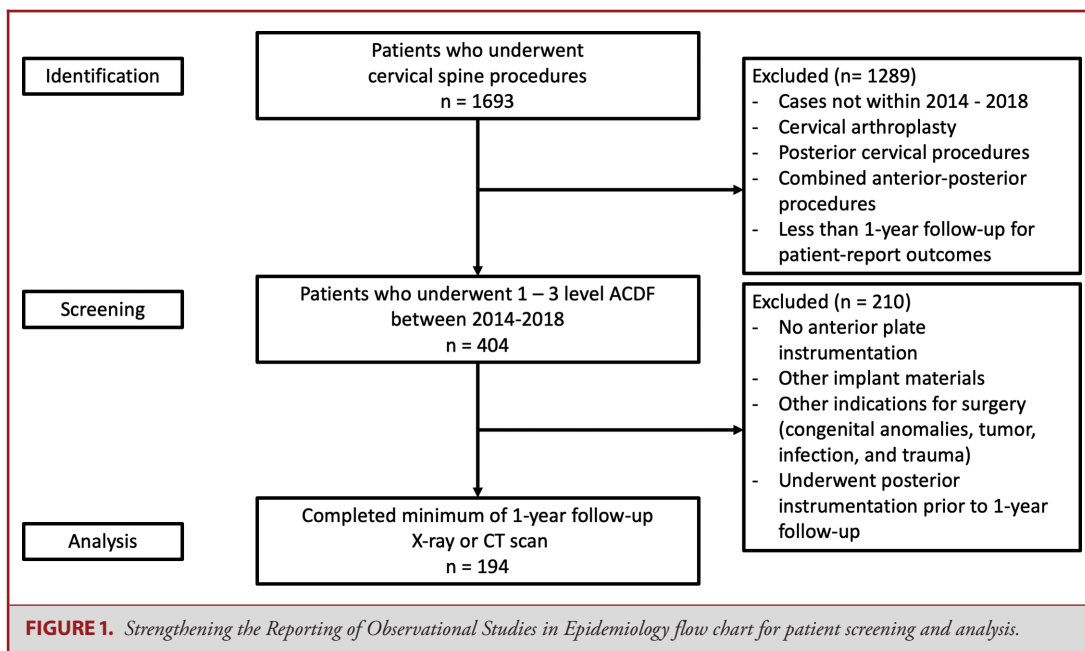 Identification
Patients who underwent
cervical spine procedures
n = 1693
Excluded (n= 1289)
- Cases not within 2014 - 2018
- Cervical arthroplasty
- Posterior cervical procedures
- Combined anterior-posterior
procedures
- Less than 1-year follow-up for
patient-report outcomes
Screening
Patients who underwent 1 – 3 level ACDF
between 2014-2018
n = 404
Excluded (n = 210)
- No anterior plate
instrumentation
- Other implant materials
- Other indications for surgery
(congenital anomalies, tumor,
infection, and trauma)
- Underwent posterior
instrumentation prior to 1-year
follow-up
Analysis
Completed minimum of 1-year follow-up
X-ray or CT scan
n = 194
FIGURE 1. Strengthening the Reporting of Observational Studies in Epidemiology flow chart for patient screening and analysis.